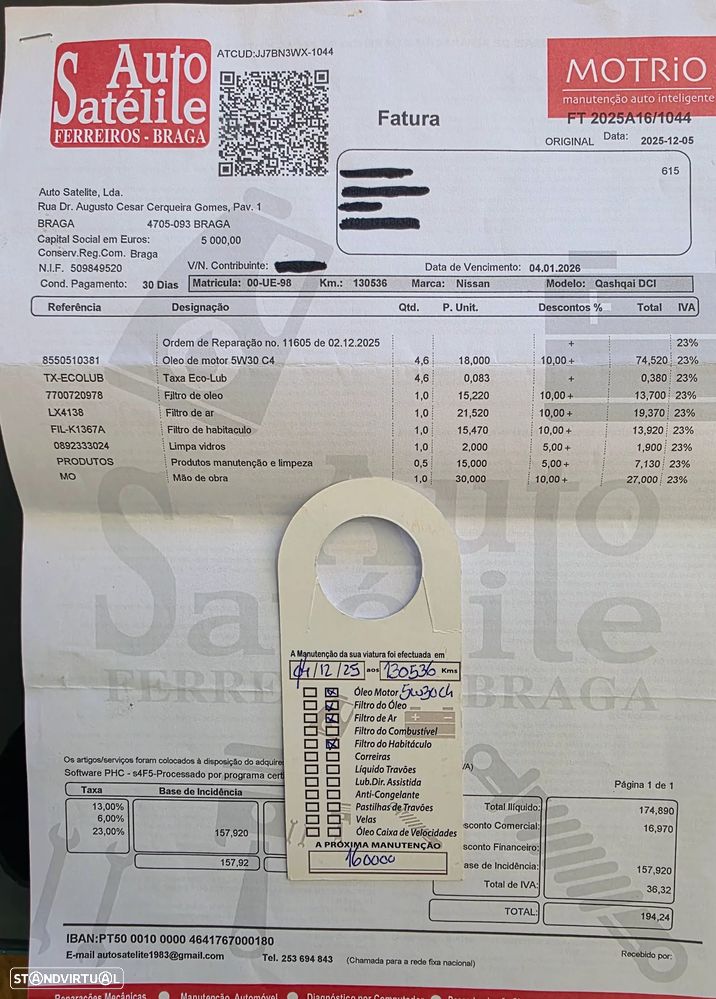 Auto
Satélite
FERREIROS - BRAGA
ATCUD:JJ7BN3WX-1044
MOTRiO
manutenção auto inteligente
Fatura
FT 2025A16/1044
ORIGINAL Data: 2025-12-05
615
Auto Satelite, Lda.
Rua Dr. Augusto Cesar Cerqueira Gomes, Pav. 1
BRAGA 4705-093 BRAGA
Capital Social em Euros: 5 000,00
Conserv.Reg.Com. Braga
N.I.F. 509849520 V/N. Contribuinte: Data de Vencimento: 04.01.2026
Cond. Pagamento: 30 Dias Matricula: 00-UE-98 Km.: 130536 Marca: Nissan Modelo: Qashqai DCI
Referência Designação Qtd. P. Unit. Descontos % Total IVA
Ordem de Reparação no. 11605 de 02.12.2025 + 23%
8550510381 Oleo de motor 5W30 C4 4,6 18,000 10,00 + 74,520 23%
TX-ECOLUB Taxa Eco-Lub 4,6 0,083 + 0,380 23%
7700720978 Filtro de oleo 1,0 15,220 10,00 + 13,700 23%
LX4138 Filtro de ar 1,0 21,520 10,00 + 19,370 23%
FIL-K1367A Filtro de habitaculo 1,0 15,470 10,00 + 13,920 23%
0892333024 Limpa vidros 1,0 2,000 5,00 + 1,900 23%
PRODUTOS Produtos manutenção e limpeza 0,5 15,000 5,00 + 7,130 23%
MO Mão de obra 1,0 30,000 10,00 + 27,000 23%
Auto
Satélite
FERREIROS - BRAGA
A Manutenção da sua viatura foi efectuada em
04/12/25 aos 130536 Kms
Óleo Motor 5W30C4
Filtro do Óleo
Filtro de Ar
Filtro do Combustível
Filtro do Habitáculo
Correiras
Líquido Travões
Lub.Dir. Assistida
Anti-Congelante
Pastilhas de Travões
Velas
Óleo Caixa de Velocidades
A PRÓXIMA MANUTENÇÃO
160000
Os artigos/serviços foram colocados à disposição do adquire
Software PHC - s4F5-Processado por programa certi
Página 1 de 1
Taxa Base de Incidência
13,00%
6,00%
23,00% 157,920
157,92
Total Ilíquido: 174,890
sconto Comercial: 16,970
sconto Financeiro:
ase de Incidência: 157,920
Total de IVA: 36,32
TOTAL: 194,24
IBAN:PT50 0010 0000 4641767000180
E-mail autosatelite1983@gmail.com Tel. 253 694 843 (Chamada para a rede fixa nacional) Recebido por:
STANDVIRTUAL
Reparações Mecânicas Manutenção Automóvel